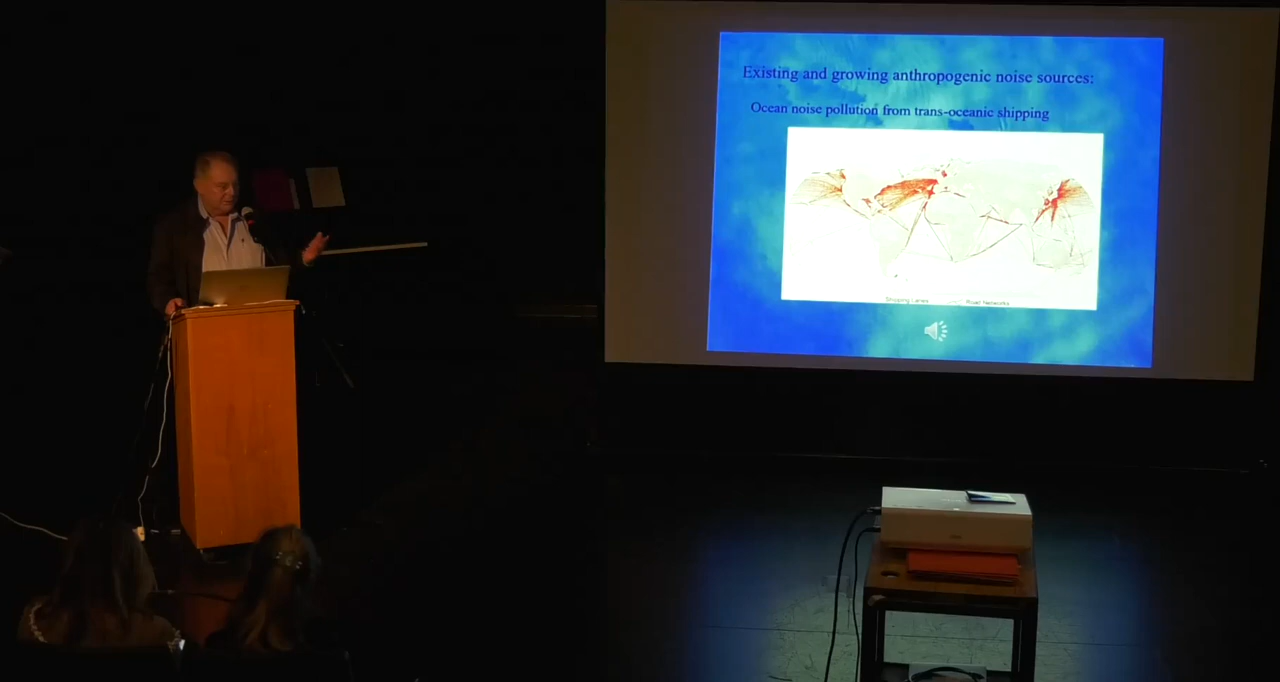 Existing and growing anthropogenic noise sources:
Ocean noise pollution from trans-oceanic shipping
Shipping Lanes Road Networks